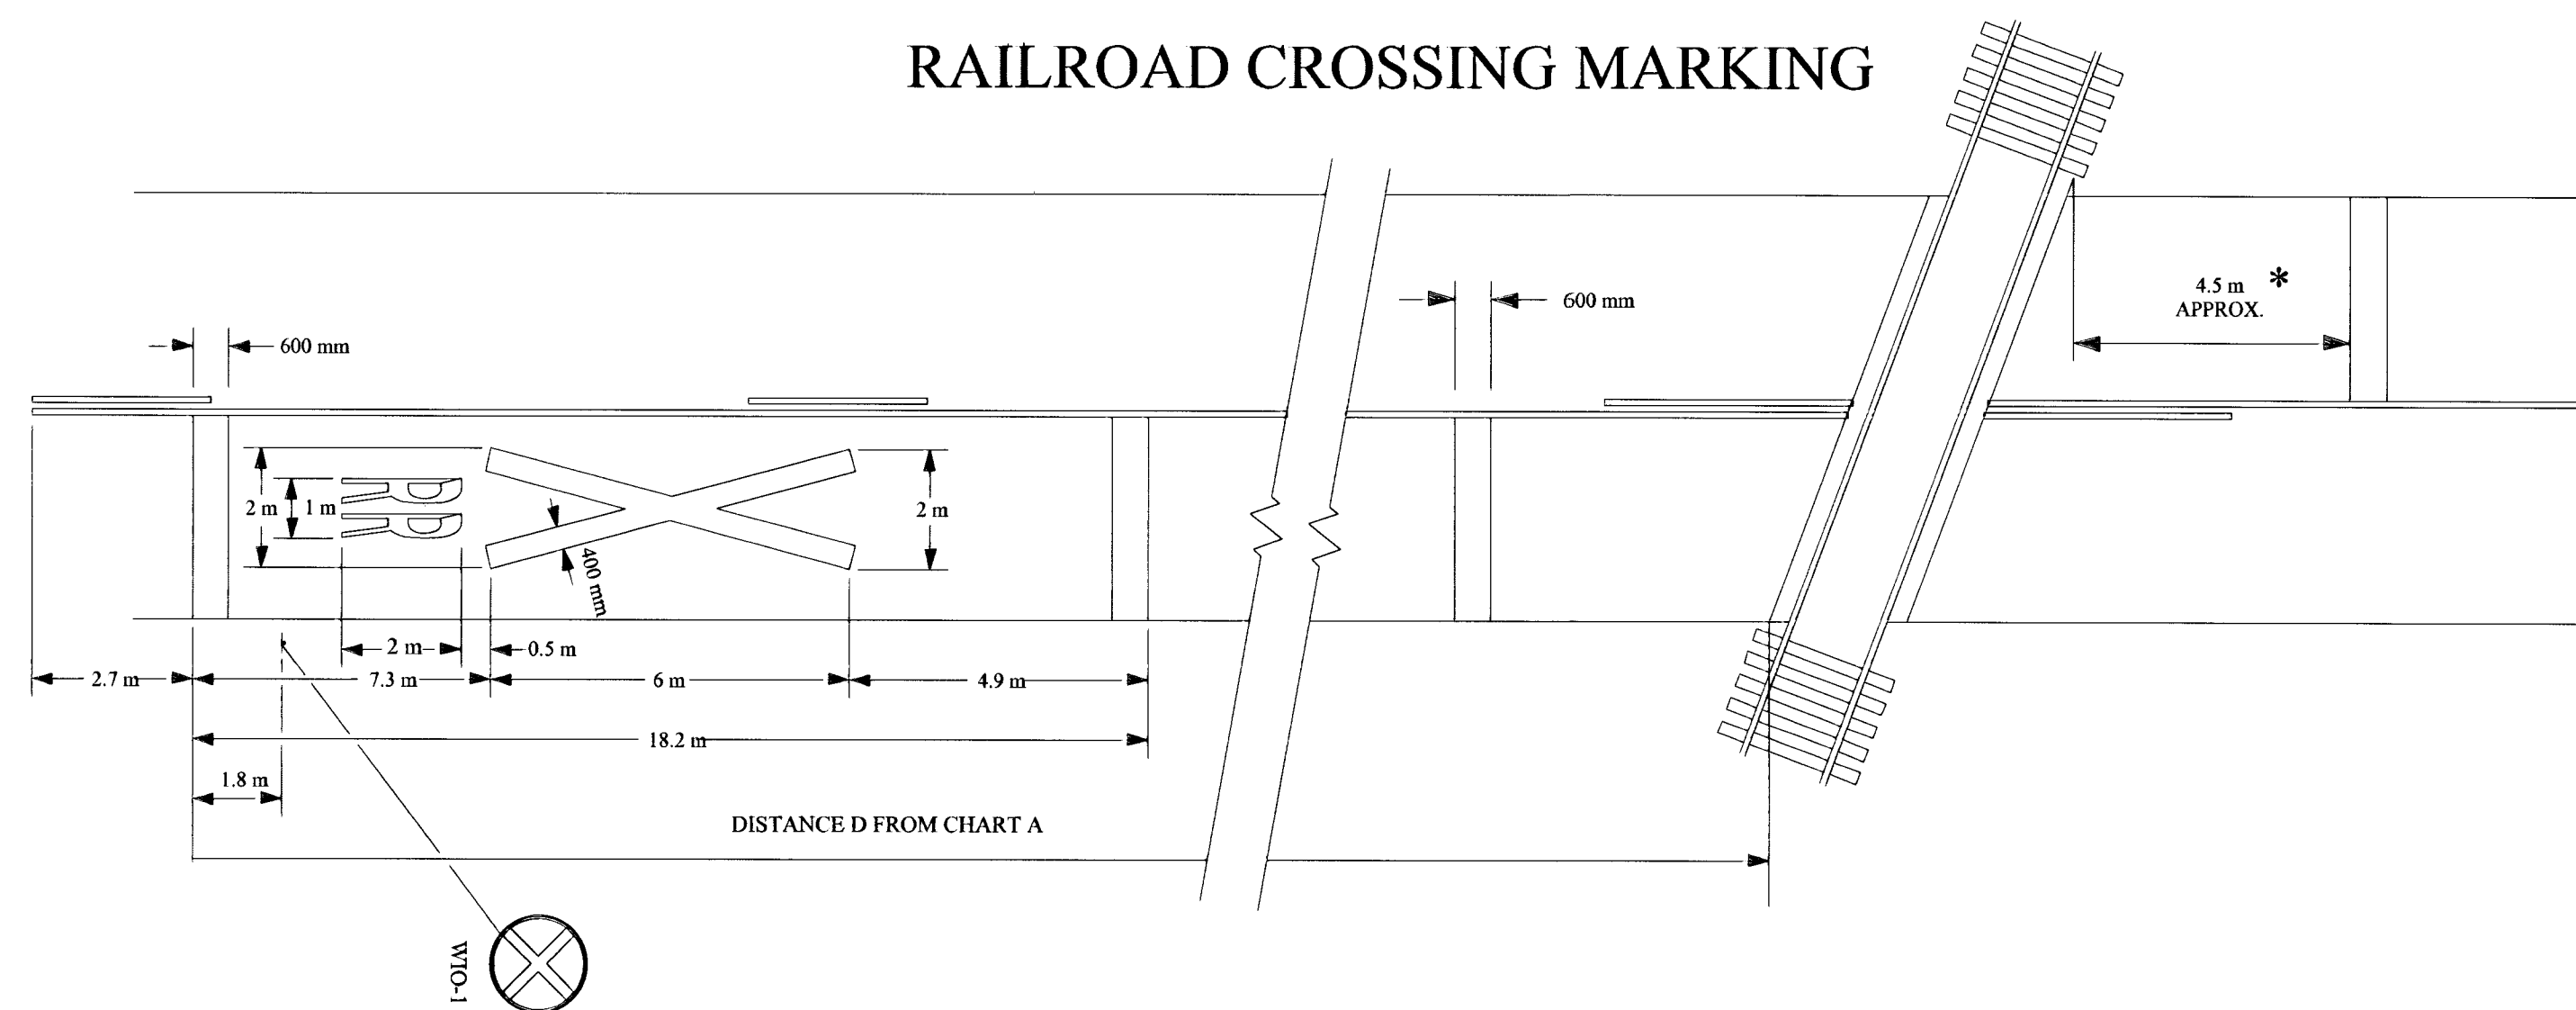 RAILROAD CROSSING MARKING
4.5 m *
APPROX.
600 mm
600 mm
2 m
1 m
RR
2 m
400 mm
2 m
0.5 m
2.7 m
7.3 m
6 m
4.9 m
18.2 m
1.8 m
DISTANCE D FROM CHART A
W1O-1